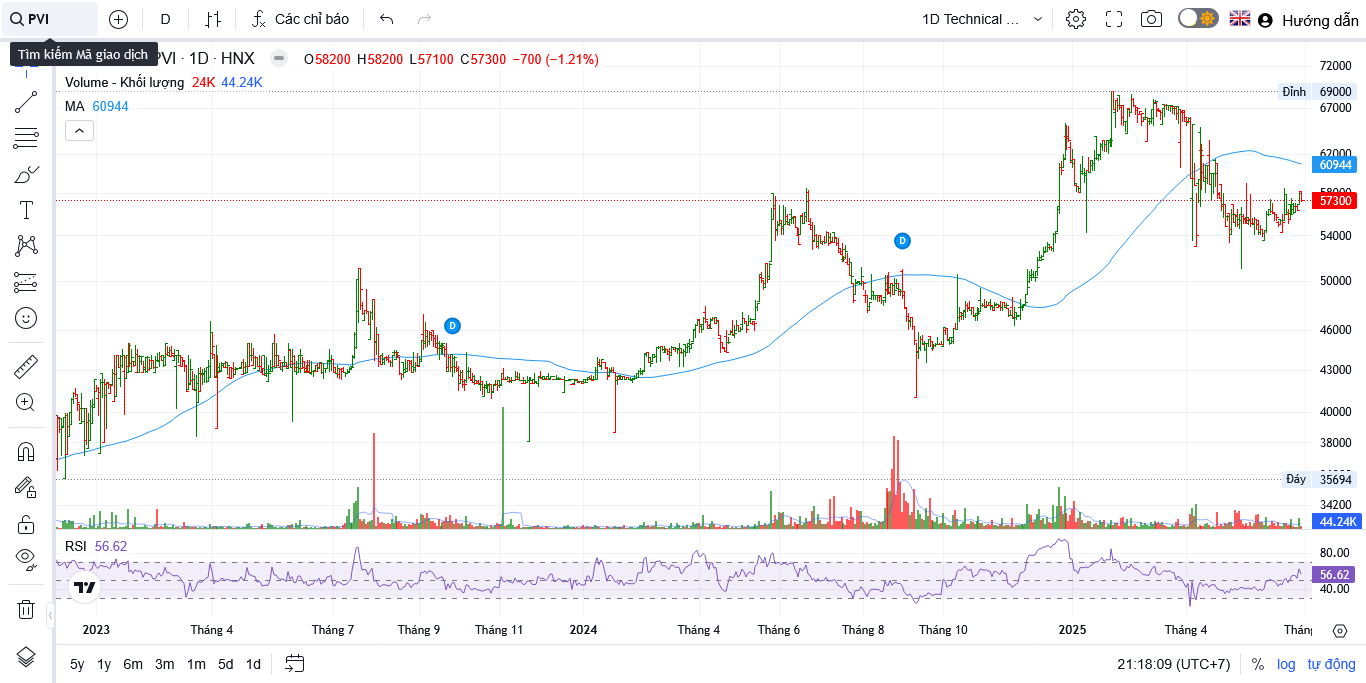 PVI
D
Các chỉ báo
1D Technical ...
Hướng dẫn
Tìm kiếm Mã giao dịch
PVI · 1D · HNX
O58200 H58200 L57100 C57300 −700 (−1.21%)
Volume - Khối lượng 24K 44.24K
MA 60944
72000
Đỉnh 69000
67000
62000
60944
58000
57300
54000
50000
46000
43000
40000
38000
Đáy 35694
34200
44.24K
D
D
RSI 56.62
80.00
56.62
40.00
2023 Tháng 4 Tháng 7 Tháng 9 Tháng 11 2024 Tháng 4 Tháng 6 Tháng 8 Tháng 10 2025 Tháng 4
5y 1y 6m 3m 1m 5d 1d
21:18:09 (UTC+7) % log tự động